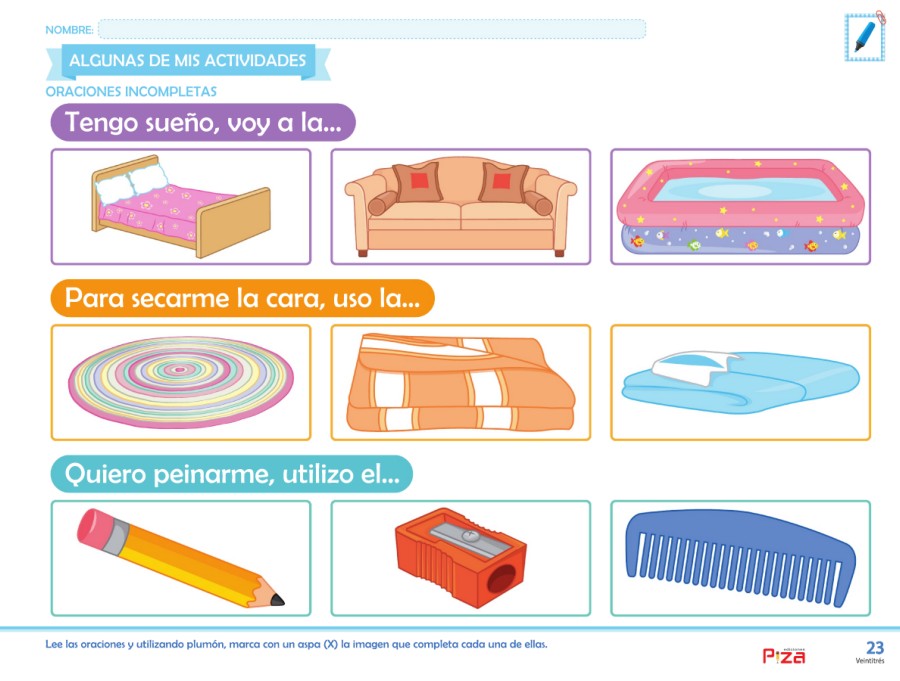 NOMBRE:
ALGUNAS DE MIS ACTIVIDADES
ORACIONES INCOMPLETAS
Tengo sueño, voy a la...
Para secarme la cara, uso la...
Quiero peinarme, utilizo el...
Lee las oraciones y utilizando plumón, marca con un aspa (X) la imagen que completa cada una de ellas.
ediciones
PizA
23
Veintitrés